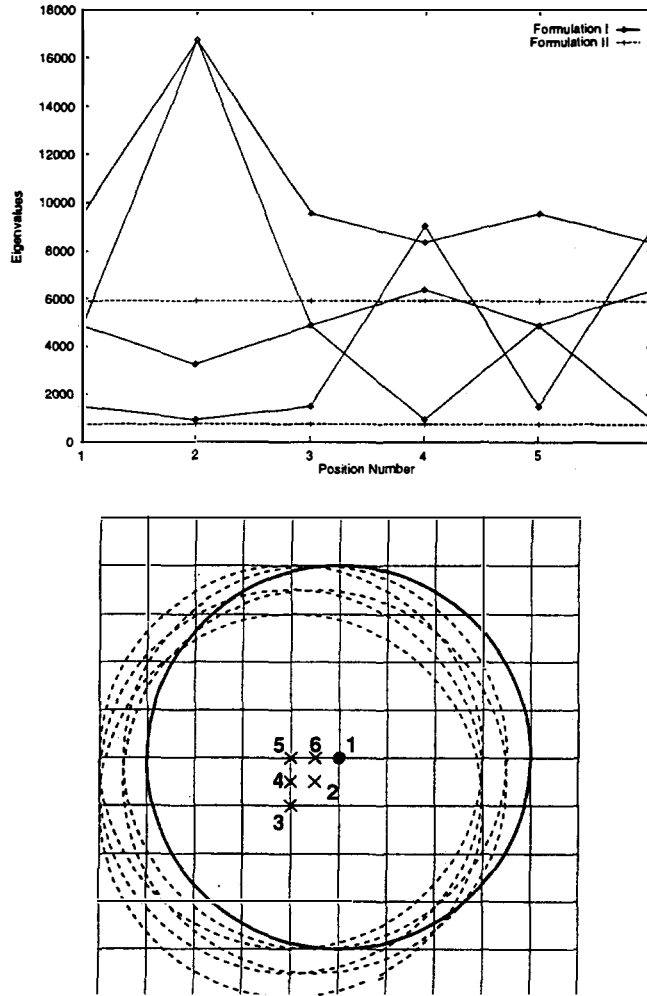 18000
16000
14000
12000
10000
8000
6000
4000
2000
0
Eigenvalues
Formulation I
Formulation II
1 2 3 4 5
Position Number
5 6 1
4 2
3